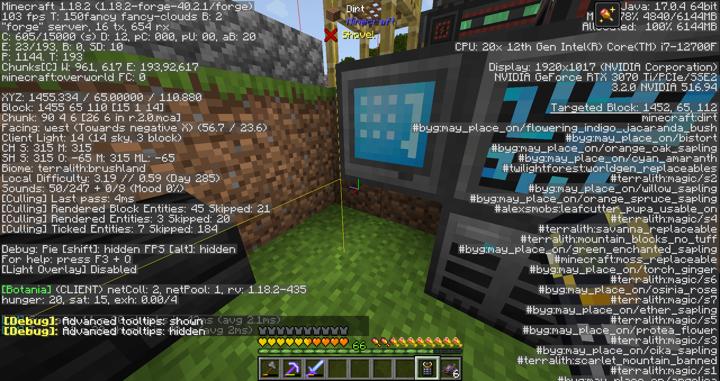 Minecraft 1.18.2 (1.18.2-forge-40.2.1/forge)
103 fps T: 150fancy fancy-clouds B: 2
"forge" server, 16 tx, 654 rx
C: 605/15000 (s) D: 12, pC: 000, pU: 00, aB: 20
E: 23/193, B: 0, SD: 10
P: 1144. T: 193
Chunks[C] W: 961, 617 E: 193,92,617
minecraft:overworld FC: 0
XYZ: 1455.334 / 65.00000 / 110.880
Block: 1455 65 110 [15 1 14]
Chunk: 90 4 6 [26 6 in r.2.0.mca]
Facing: west (Towards negative X) (56.7 / 23.6)
Client Light: 14 (14 sky, 3 block)
CH S: 315 M: 315
SH S: 315 O: -65 M: 315 ML: -65
Biome: terralith:brushland
Local Difficulty: 3.19 // 0.59 (Day 285)
Sounds: 50/247 + 0/8 (Mood 0%)
[Culling] Last pass: 4ms
[Culling] Rendered Block Entities: 45 Skipped: 21
[Culling] Rendered Entities: 3 Skipped: 20
[Culling] Ticked Entities: 7 Skipped: 184
Debug: Pie [shift]: hidden FPS [alt]: hidden
For help: press F3 + Q
[Light Overlay] Disabled
[Botania] (CLIENT) netColl: 2, netPool: 1, rv: 1.18.2-435
hunger: 20, sat: 15, exh: 0.00/4
[Debug]: Advanced tooltips: shown
[Debug]: Advanced tooltips: hidden
Dirt
Minecraft
Shovel
Java: 17.0.4 64bit
4840/6144MB
Allocated: 100% 6144MB
CPU: 20x 12th Gen Intel(R) Core(TM) i7-12700F
Display: 1920x1017 (NVIDIA Corporation)
NVIDIA GeForce RTX 3070 Ti/PCIe/SSE2
3.2.0 NVIDIA 516.94
Targeted Block: 1452, 65, 112
minecraft:dirt
#byg:may_place_on/flowering_indigo_jacaranda_bush
#byg:may_place_on/bistort
#byg:may_place_on/orange_oak_sapling
#byg:may_place_on/cyan_amaranth
#twilightforest:worldgen_replaceables
#terralith:magic/s2
#byg:may_place_on/willow_sapling
#byg:may_place_on/orange_spruce_sapling
#alexsmobs:leafcutter_pupa_usable_on
#terralith:magic/s4
#terralith:savanna_replaceable
#terralith:mountain_blocks_no_tuff
#byg:may_place_on/green_enchanted_sapling
#minecraft:moss_replaceable
#byg:may_place_on/torch_ginger
#terralith:magic/s6
#byg:may_place_on/osiria_rose
#terralith:magic/s7
#byg:may_place_on/ether_sapling
#terralith:magic/s5
#byg:may_place_on/protea_flower
#terralith:magic/s3
#byg:may_place_on/cika_sapling
#terralith:scarlet_mountain_banned
#terralith:magic/s1
66
6